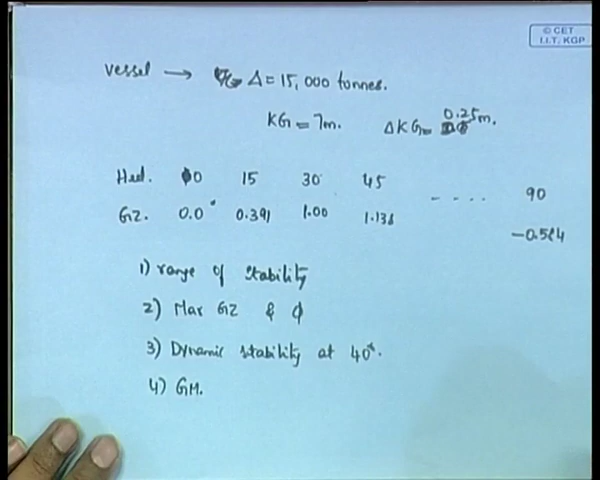 © CET
I.I.T. KGP
vessel → Δ = 15,000 tonnes.
KG = 7m. ΔKG = 0.25m.
Heel. 0 15 30 45 .... 90
GZ. 0.0 0.391 1.00 1.138 -0.584
1) range of stability
2) Max GZ & φ
3) Dynamic stability at 40°.
4) GM.